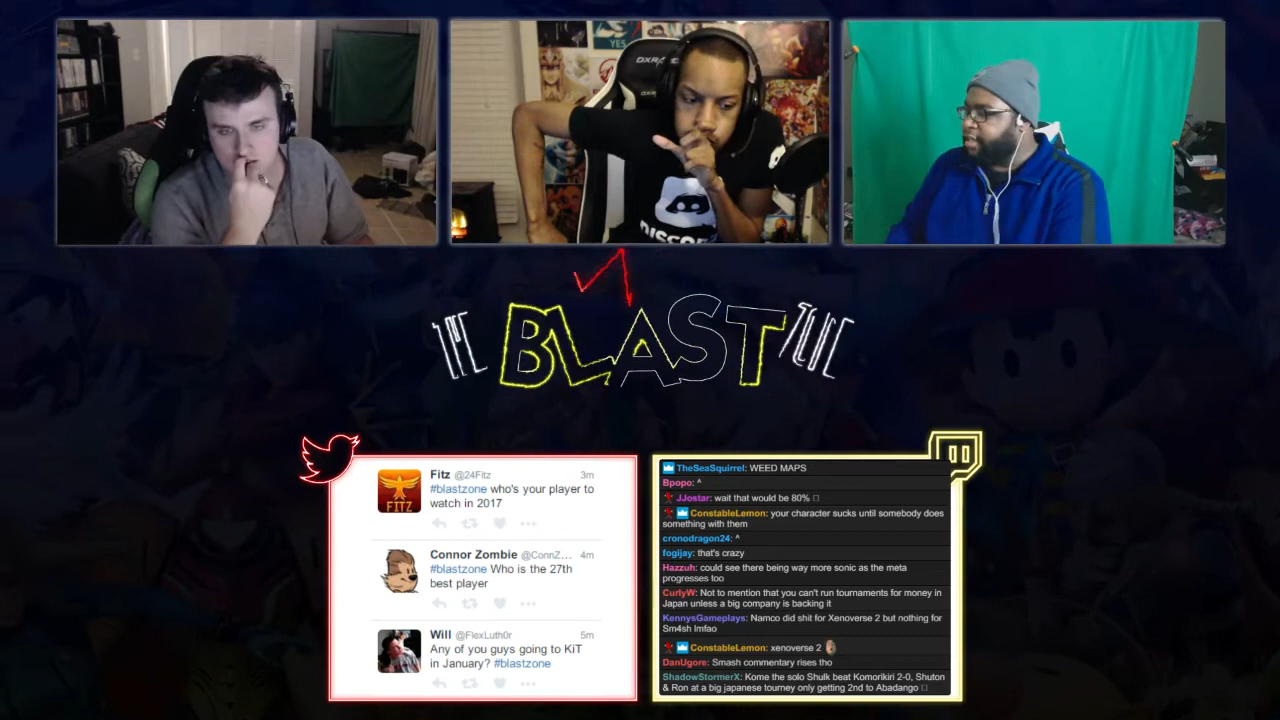 YES
DXRA
DISCORD
THE BLAST ZONE
Fitz @24Fitz 3m
#blastzone who's your player to
watch in 2017
FITZ
Connor Zombie @ConnZ... 4m
#blastzone Who is the 27th
best player
Will @FlexLuth0r 5m
Any of you guys going to KiT
in January? #blastzone
TheSeaSquirrel: WEED MAPS
Bpopo: ^
JJostar: wait that would be 80% □
ConstableLemon: your character sucks until somebody does
something with them
cronodragon24: ^
fogijay: that's crazy
Hazzuh: could see there being way more sonic as the meta
progresses too
CurlyW: Not to mention that you can't run tournaments for money in
Japan unless a big company is backing it
KennysGameplays: Namco did shit for Xenoverse 2 but nothing for
Sm4sh lmfao
ConstableLemon: xenoverse 2
DanUgore: Smash commentary rises tho
ShadowStormerX: Kome the solo Shulk beat Komorikiri 2-0, Shuton
& Ron at a big japanese tourney only getting 2nd to Abadango □